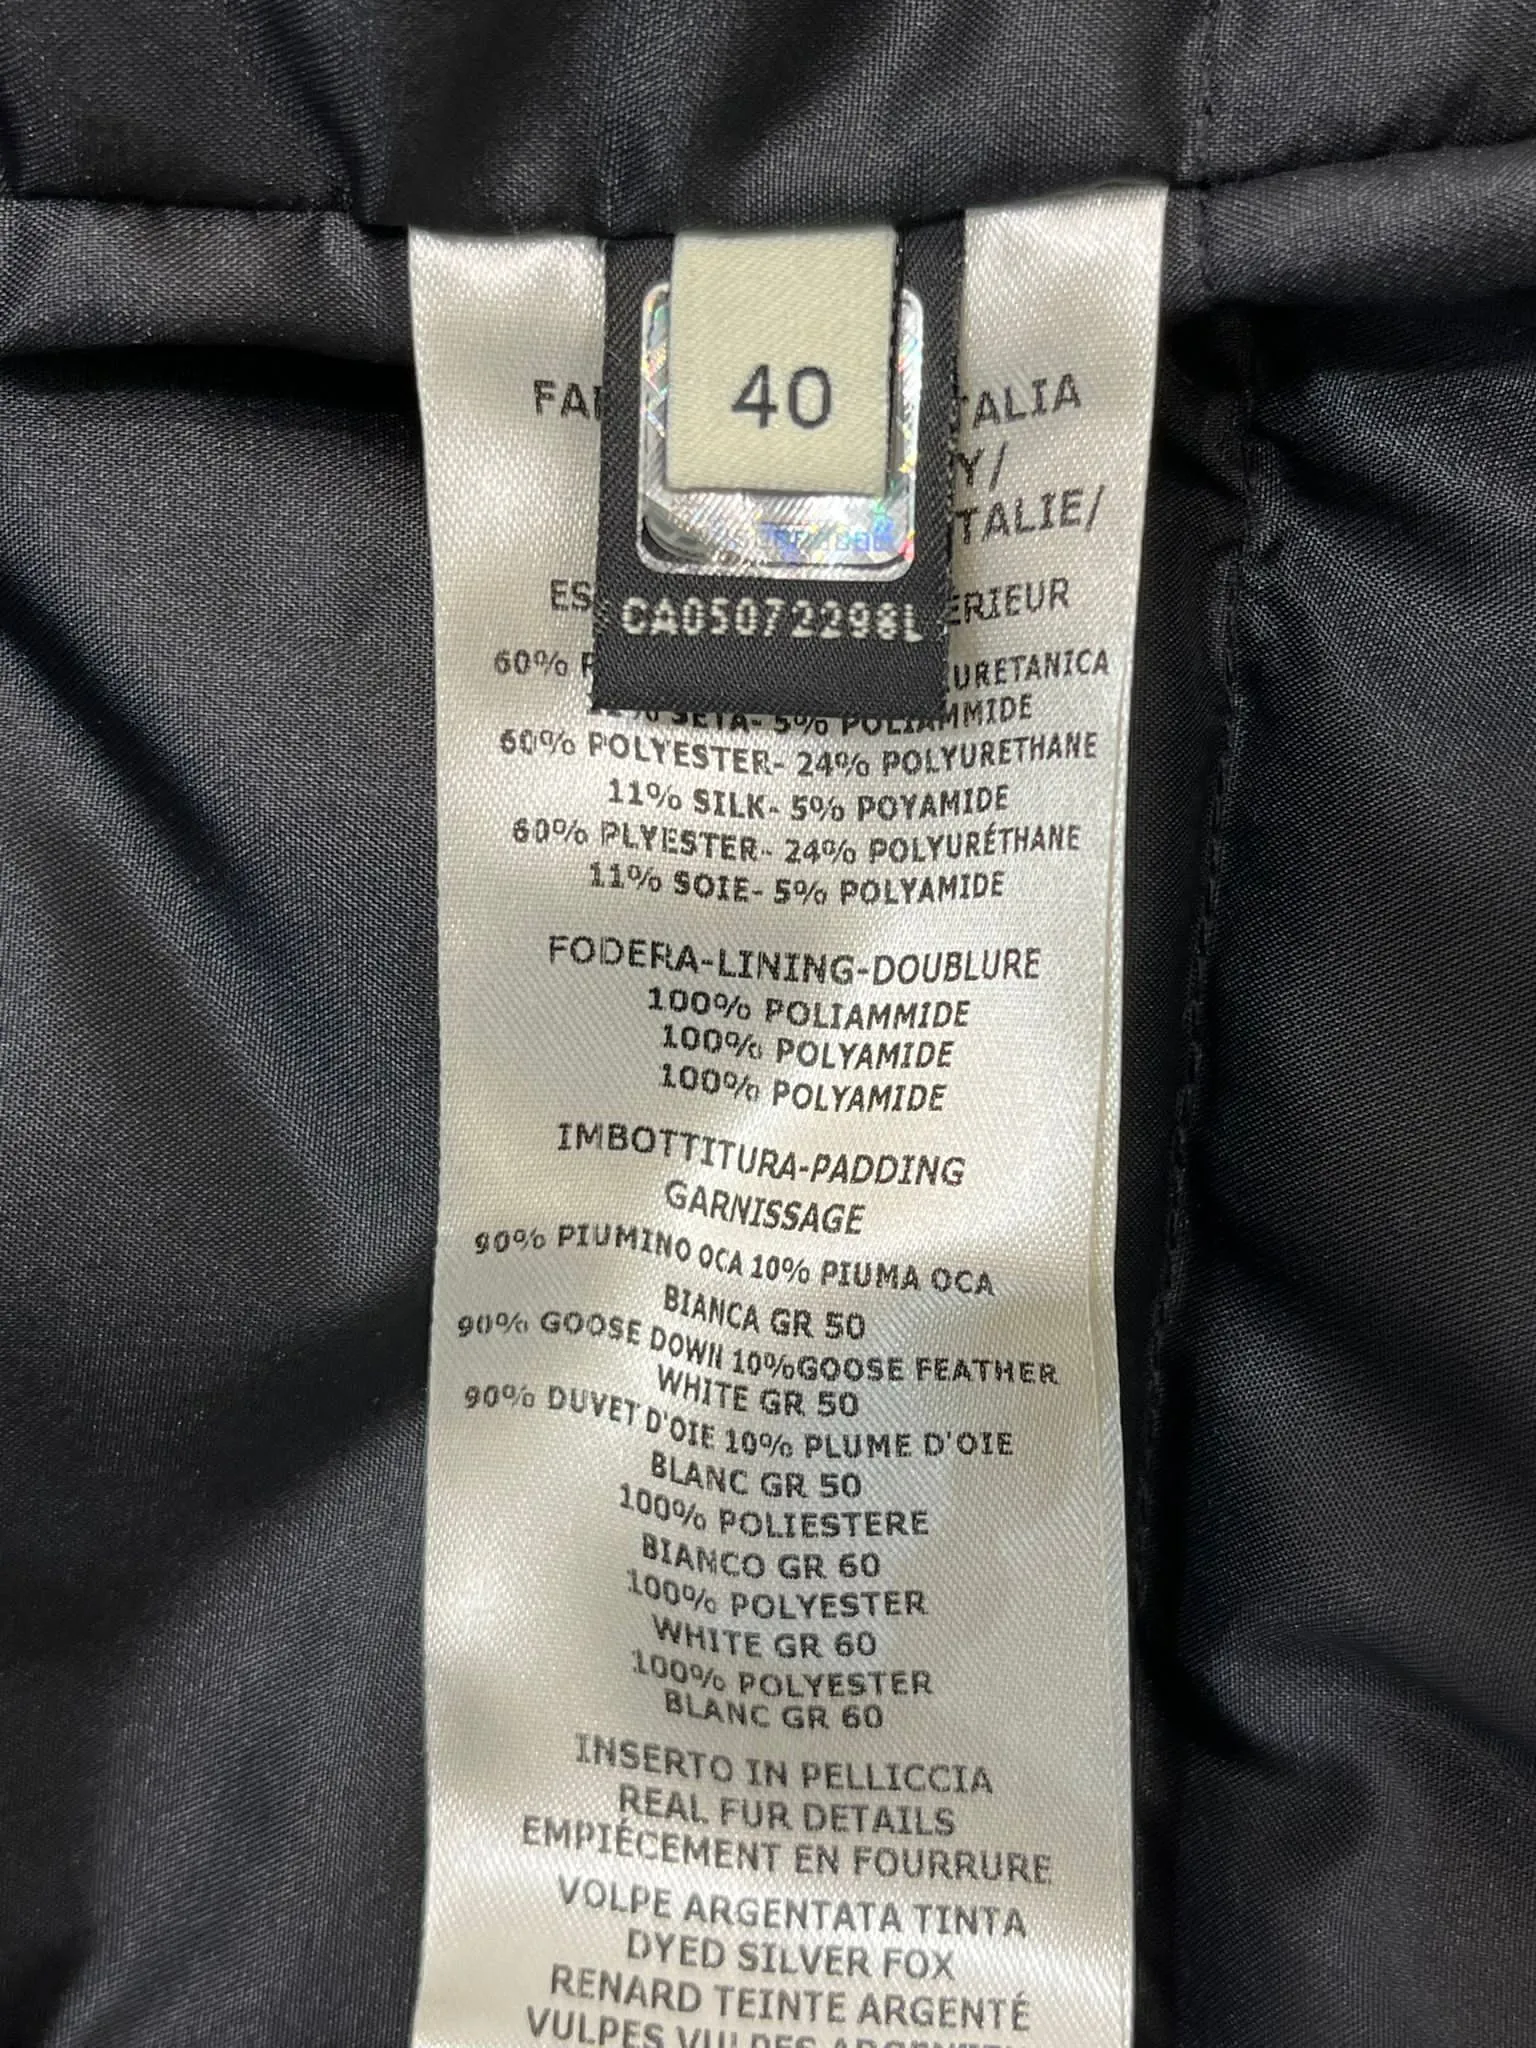 40
CA05072298L
TALIA
Y/
TALIE/
ERIEUR
60%
URETANICA
SETA- 5% POLIAMMIDE
60% POLYESTER- 24% POLYURETHANE
11% SILK- 5% POYAMIDE
60% PLYESTER- 24% POLYURÉTHANE
11% SOIE- 5% POLYAMIDE
FODERA-LINING-DOUBLURE
100% POLIAMMIDE
100% POLYAMIDE
100% POLYAMIDE
IMBOTTITURA-PADDING
GARNISSAGE
90% PIUMINO OCA 10% PIUMA OCA
BIANCA GR 50
90% GOOSE DOWN 10%GOOSE FEATHER
WHITE GR 50
90% DUVET D'OIE 10% PLUME D'OIE
BLANC GR 50
100% POLIESTERE
BIANCO GR 60
100% POLYESTER
WHITE GR 60
100% POLYESTER
BLANC GR 60
INSERTO IN PELLICCIA
REAL FUR DETAILS
EMPIÉCEMENT EN FOURRURE
VOLPE ARGENTATA TINTA
DYED SILVER FOX
RENARD TEINTE ARGENTÉ
VULPES